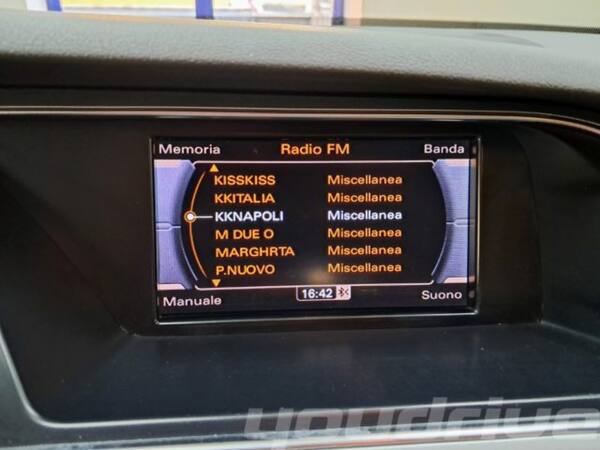 Memoria Radio FM Banda
KISSKISS Miscellanea
KKITALIA Miscellanea
KKNAPOLI Miscellanea
M DUE O Miscellanea
MARGHRTA Miscellanea
P.NUOVO Miscellanea
Manuale 16:42 Suono
youdrive